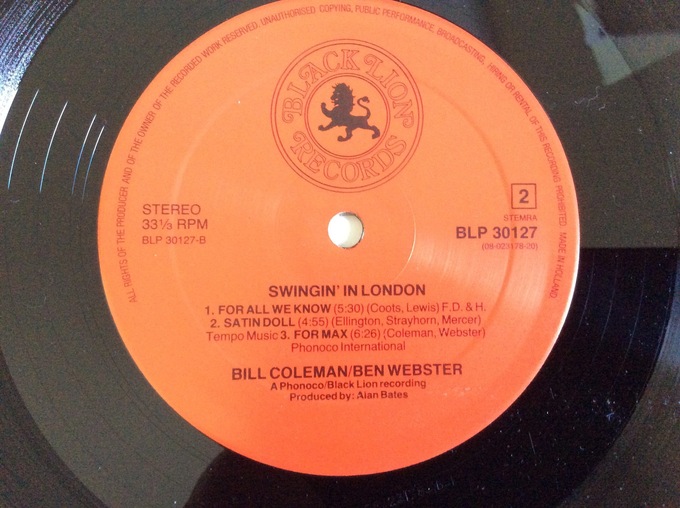 ALL RIGHTS OF THE PRODUCER AND OF THE OWNER OF THE RECORDED WORK RESERVED. UNAUTHORISED COPYING, PUBLIC PERFORMANCE, BROADCASTING, HIRING OR RENTAL OF THIS RECORDING PROHIBITED. MADE IN HOLLAND
BLACK LION
RECORDS
STEREO
33⅓ RPM
BLP 30127-B
2
STEMRA
BLP 30127
(09-023178-20)
SWINGIN' IN LONDON
1. FOR ALL WE KNOW (5:30) (Coots, Lewis) F.D. & H.
2. SATIN DOLL (4:55) (Ellington, Strayhorn, Mercer)
Tempo Music 3. FOR MAX (6:26) (Coleman, Webster)
Phonoco International
BILL COLEMAN/BEN WEBSTER
A Phonoco/Black Lion recording
Produced by: Alan Bates